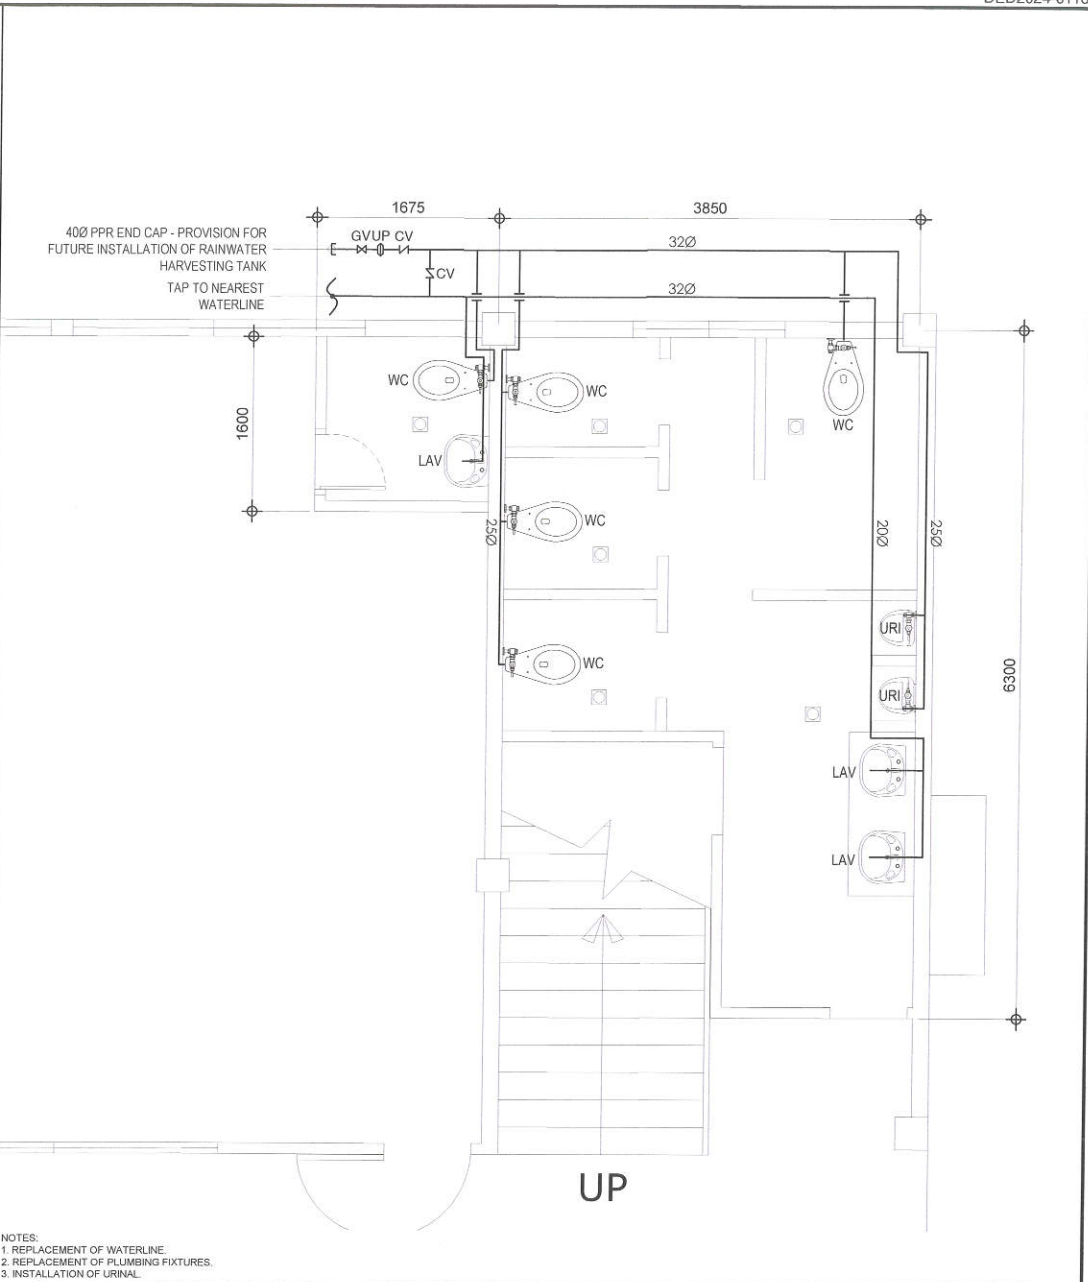 1675
3850
40Ø PPR END CAP - PROVISION FOR
FUTURE INSTALLATION OF RAINWATER
HARVESTING TANK
GV UP CV
32Ø
CV
TAP TO NEAREST
WATERLINE
32Ø
WC
WC
WC
1600
LAV
WC
25Ø
20Ø
25Ø
URI
WC
6300
URI
LAV
LAV
UP
NOTES:
1. REPLACEMENT OF WATERLINE.
2. REPLACEMENT OF PLUMBING FIXTURES.
3. INSTALLATION OF URINAL.